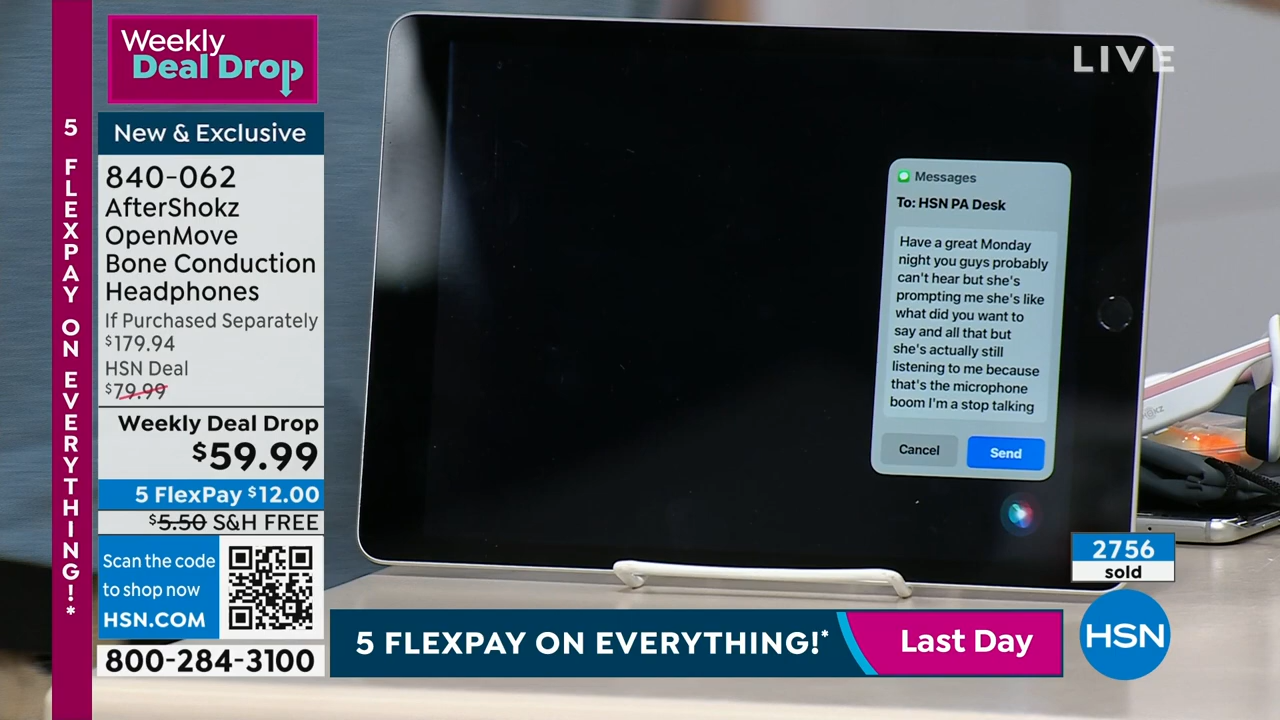 5 FLEXPAY ON EVERYTHING!*
Weekly
Deal Drop
New & Exclusive
840-062
AfterShokz
OpenMove
Bone Conduction
Headphones
If Purchased Separately
$179.94
HSN Deal
$79.99
Weekly Deal Drop
$59.99
5 FlexPay $12.00
$5.50 S&H FREE
Scan the code
to shop now
HSN.COM
800-284-3100
LIVE
Messages
To: HSN PA Desk
Have a great Monday
night you guys probably
can't hear but she's
prompting me she's like
what did you want to
say and all that but
she's actually still
listening to me because
that's the microphone
boom I'm a stop talking
Cancel
Send
2756
sold
5 FLEXPAY ON EVERYTHING!*
Last Day
HSN